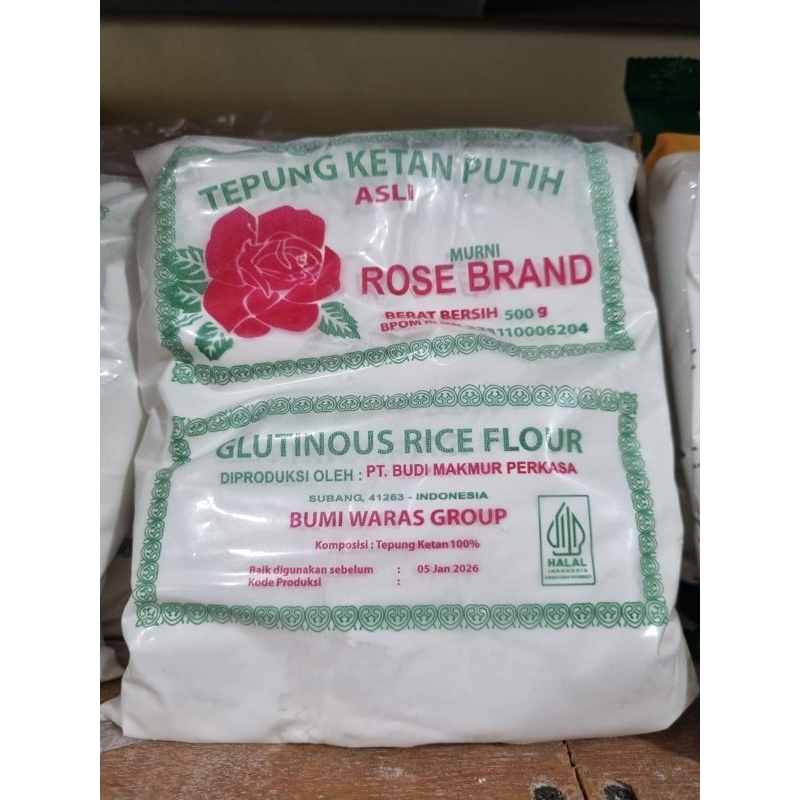 TEPUNG KETAN PUTIH
ASLI
MURNI
ROSE BRAND
BERAT BERSIH 500 g
BPOM
GLUTINOUS RICE FLOUR
DIPRODUKSI OLEH : PT. BUDI MAKMUR PERKASA
SUBANG, 41263 - INDONESIA
BUMI WARAS GROUP
Komposisi : Tepung Ketan 100%
Baik digunakan sebelum : 05 Jan 2026
Kode Produksi :
HALAL
INDONESIA